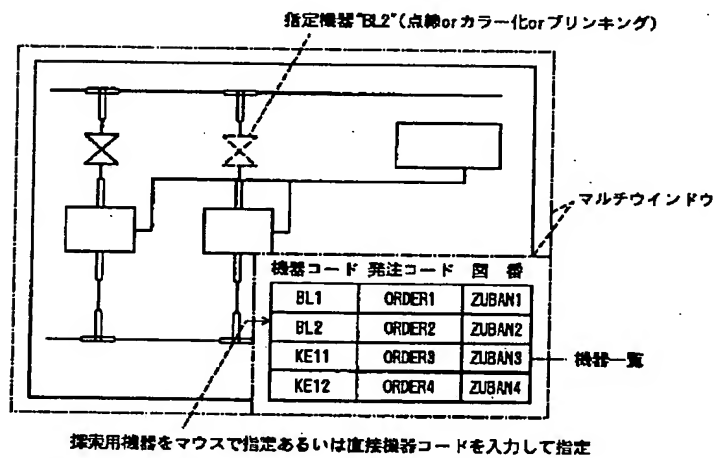 指定機器"BL2"(点線orカラー化orブリンキング)
マルチウインドウ
機器コード 発注コード 図 番
BL1 ORDER1 ZUBAN1
BL2 ORDER2 ZUBAN2
KE11 ORDER3 ZUBAN3
KE12 ORDER4 ZUBAN4
機器一覧
探索用機器をマウスで指定あるいは直接機器コードを入力して指定